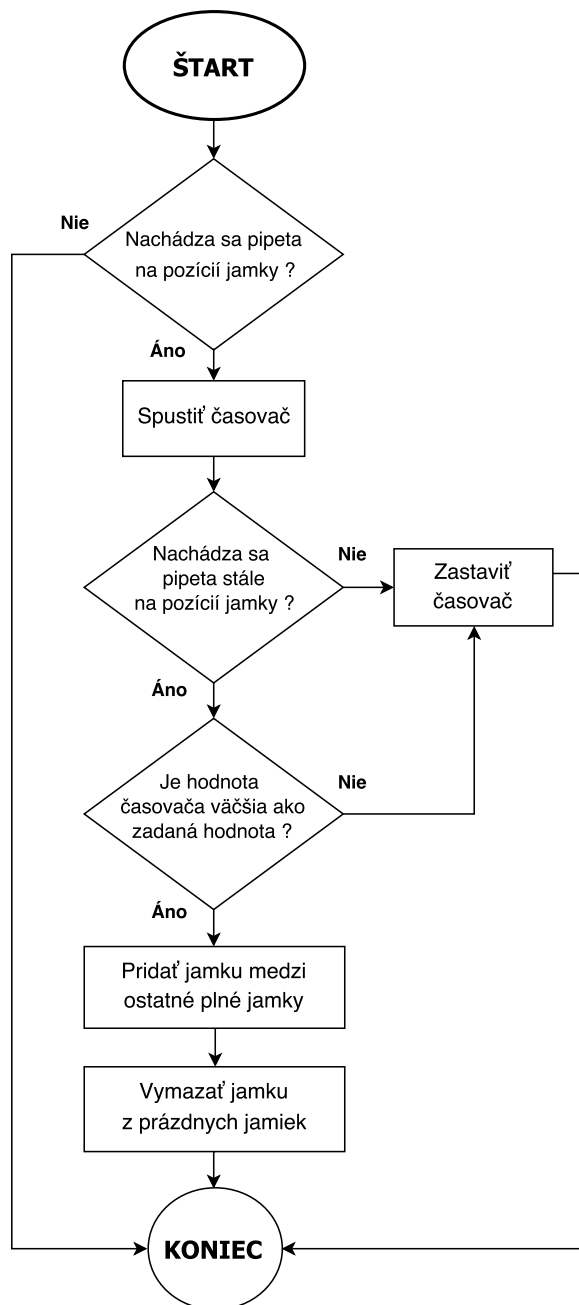 ŠTART
Nie
Nachádza sa pipeta
na pozícií jamky ?
Áno
Spustiť časovač
Nachádza sa
pipeta stále
na pozícií jamky ?
Nie
Zastaviť
časovač
Áno
Je hodnota
časovača väčšia ako
zadaná hodnota ?
Nie
Áno
Pridať jamku medzi
ostatné plné jamky
Vymazať jamku
z prázdnych jamiek
KONIEC